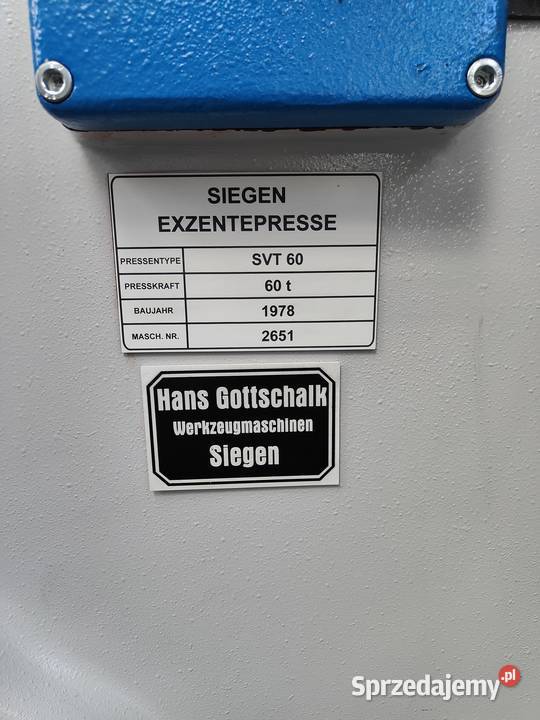 SIEGEN
EXZENTEPRESSE
PRESSENTYPE SVT 60
PRESSKRAFT 60 t
BAUJAHR 1978
MASCH. NR. 2651
Hans Gottschalk
Werkzeugmaschinen
Siegen
Sprzedajemy.pl